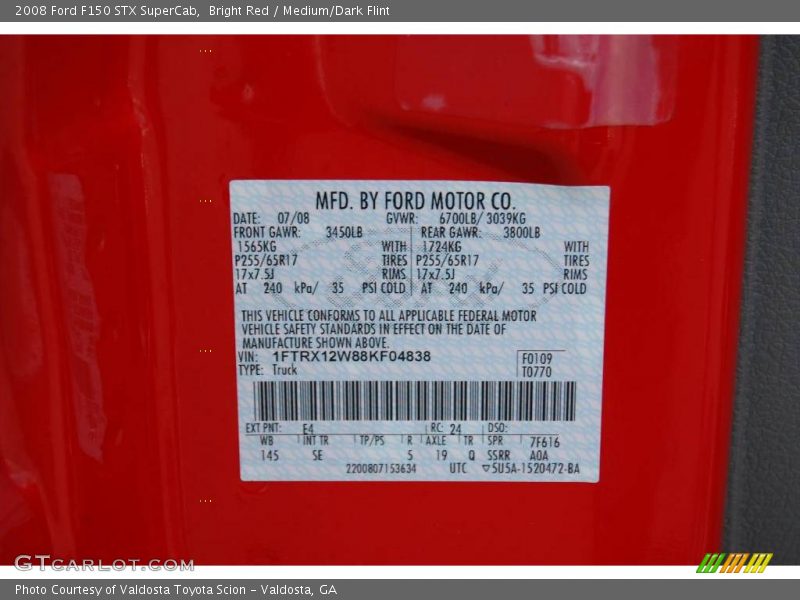 2008 Ford F150 STX SuperCab,  Bright Red / Medium/Dark Flint
MFD. BY FORD MOTOR CO.
DATE: 07/08 GVWR: 6700LB/ 3039KG
FRONT GAWR: 3450LB REAR GAWR: 3800LB
1565KG WITH 1724KG WITH
P255/65R17 TIRES P255/65R17 TIRES
17x7.5J RIMS 17x7.5J RIMS
AT 240 kPa/ 35 PSI COLD AT 240 kPa/ 35 PSI COLD
THIS VEHICLE CONFORMS TO ALL APPLICABLE FEDERAL MOTOR
VEHICLE SAFETY STANDARDS IN EFFECT ON THE DATE OF
MANUFACTURE SHOWN ABOVE.
VIN: 1FTRX12W88KF04838 F0109
TYPE: Truck T0770
EXT PNT: E4 RC: 24 DSO:
WB INT TR TP/PS R AXLE TR SPR 7F616
145 SE 5 19 Q SSRR A0A
2200807153634 UTC ▽5U5A-1520472-BA
GTCARLOT.COM
Photo Courtesy of Valdosta Toyota Scion - Valdosta, GA